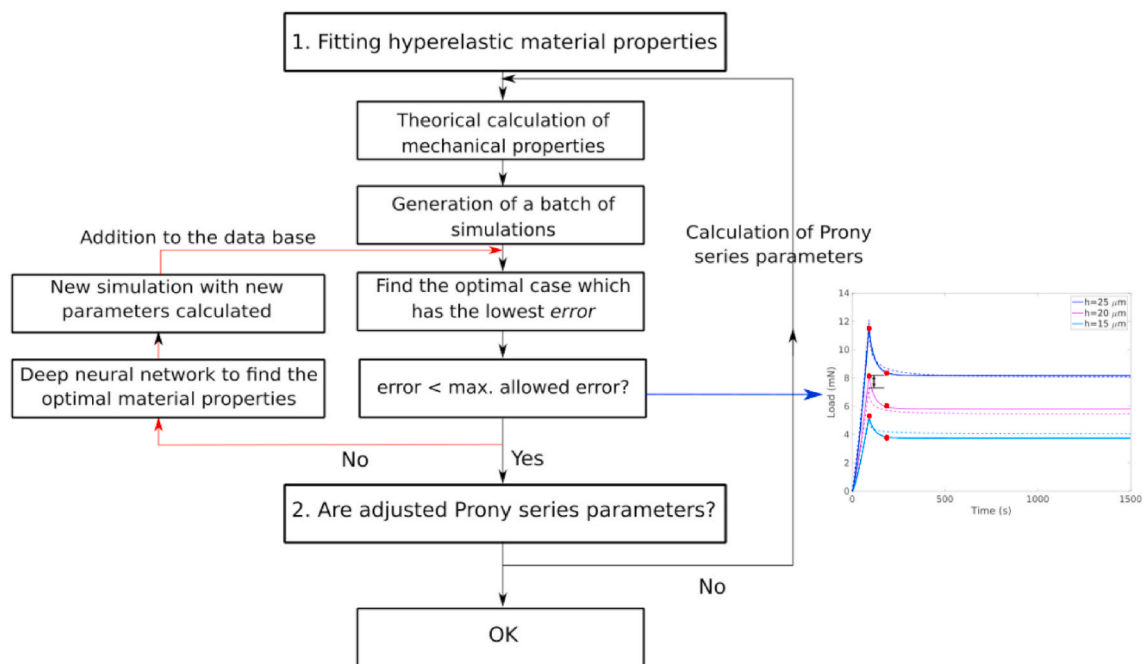 1. Fitting hyperelastic material properties
Theorical calculation of
mechanical properties
Generation of a batch of
simulations
Addition to the data base
Calculation of Prony
series parameters
New simulation with new
parameters calculated
Find the optimal case which
has the lowest error
Deep neural network to find the
optimal material properties
error < max. allowed error?
No
Yes
2. Are adjusted Prony series parameters?
No
OK
14
12
10
8
6
4
2
0
Load (mN)
h=25 μm
h=20 μm
h=15 μm
0
500
1000
1500
Time (s)